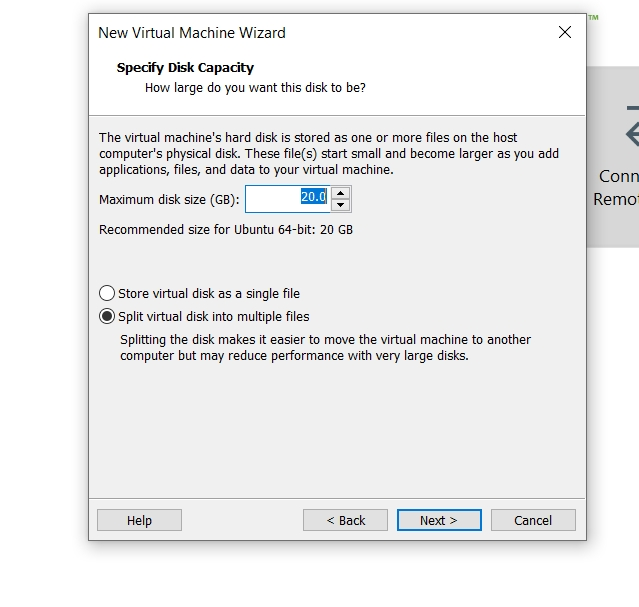 TM
New Virtual Machine Wizard
Specify Disk Capacity
How large do you want this disk to be?
The virtual machine's hard disk is stored as one or more files on the host
computer's physical disk. These file(s) start small and become larger as you add
applications, files, and data to your virtual machine.
Maximum disk size (GB): 20.0
Recommended size for Ubuntu 64-bit: 20 GB
Store virtual disk as a single file
Split virtual disk into multiple files
Splitting the disk makes it easier to move the virtual machine to another
computer but may reduce performance with very large disks.
Help < Back Next > Cancel
Conn
Remo